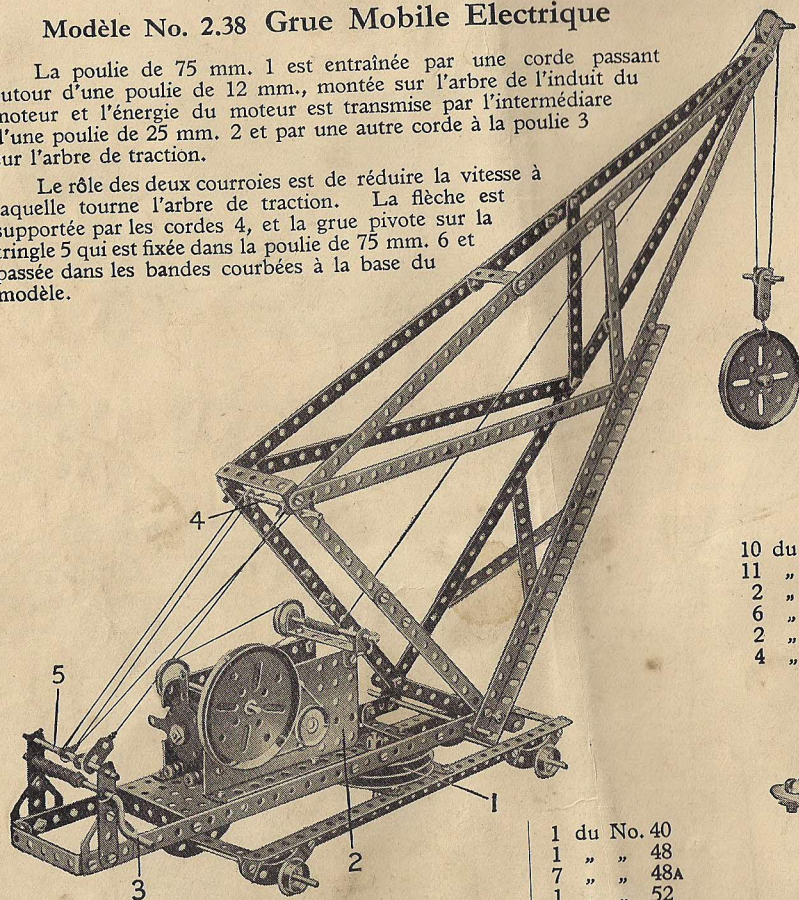 Modèle No. 2.38 Grue Mobile Electrique
La poulie de 75 mm. 1 est entraînée par une corde passant
utour d'une poulie de 12 mm., montée sur l'arbre de l'induit du
moteur et l'énergie du moteur est transmise par l'intermédiare
d'une poulie de 25 mm. 2 et par une autre corde à la poulie 3
ur l'arbre de traction.
Le rôle des deux courroies est de réduire la vitesse à
aquelle tourne l'arbre de traction. La flèche est
supportée par les cordes 4, et la grue pivote sur la
tringle 5 qui est fixée dans la poulie de 75 mm. 6 et
passée dans les bandes courbées à la base du
modèle.
4
10 du
11 „
2 „
6 „
2 „
4 „
5
1
2
3
1 du No. 40
1 „ „ 48
7 „ „ 48A
1 „ 52